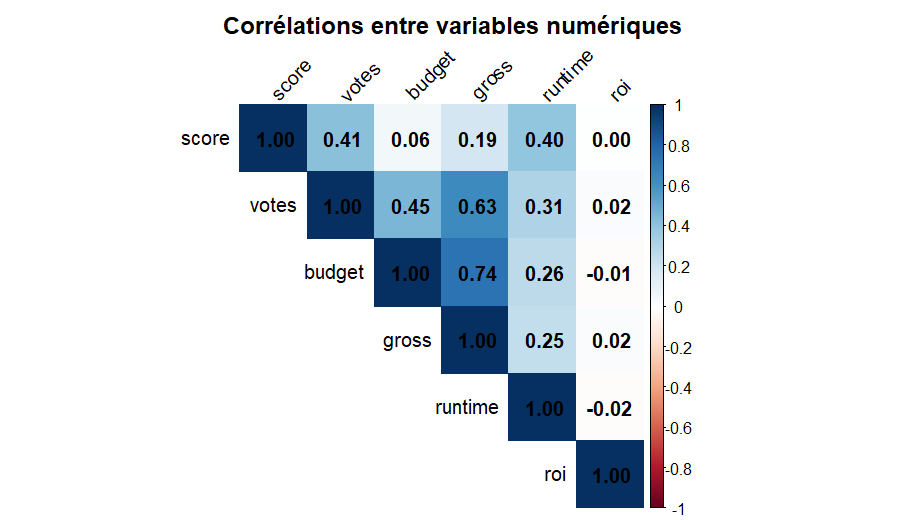 Corrélations entre variables numériques
score votes budget gross runtime roi
score 1.00 0.41 0.06 0.19 0.40 0.00
votes 1.00 0.45 0.63 0.31 0.02
budget 1.00 0.74 0.26 -0.01
gross 1.00 0.25 0.02
runtime 1.00 -0.02
roi 1.00
1
0.8
0.6
0.4
0.2
0
-0.2
-0.4
-0.6
-0.8
-1